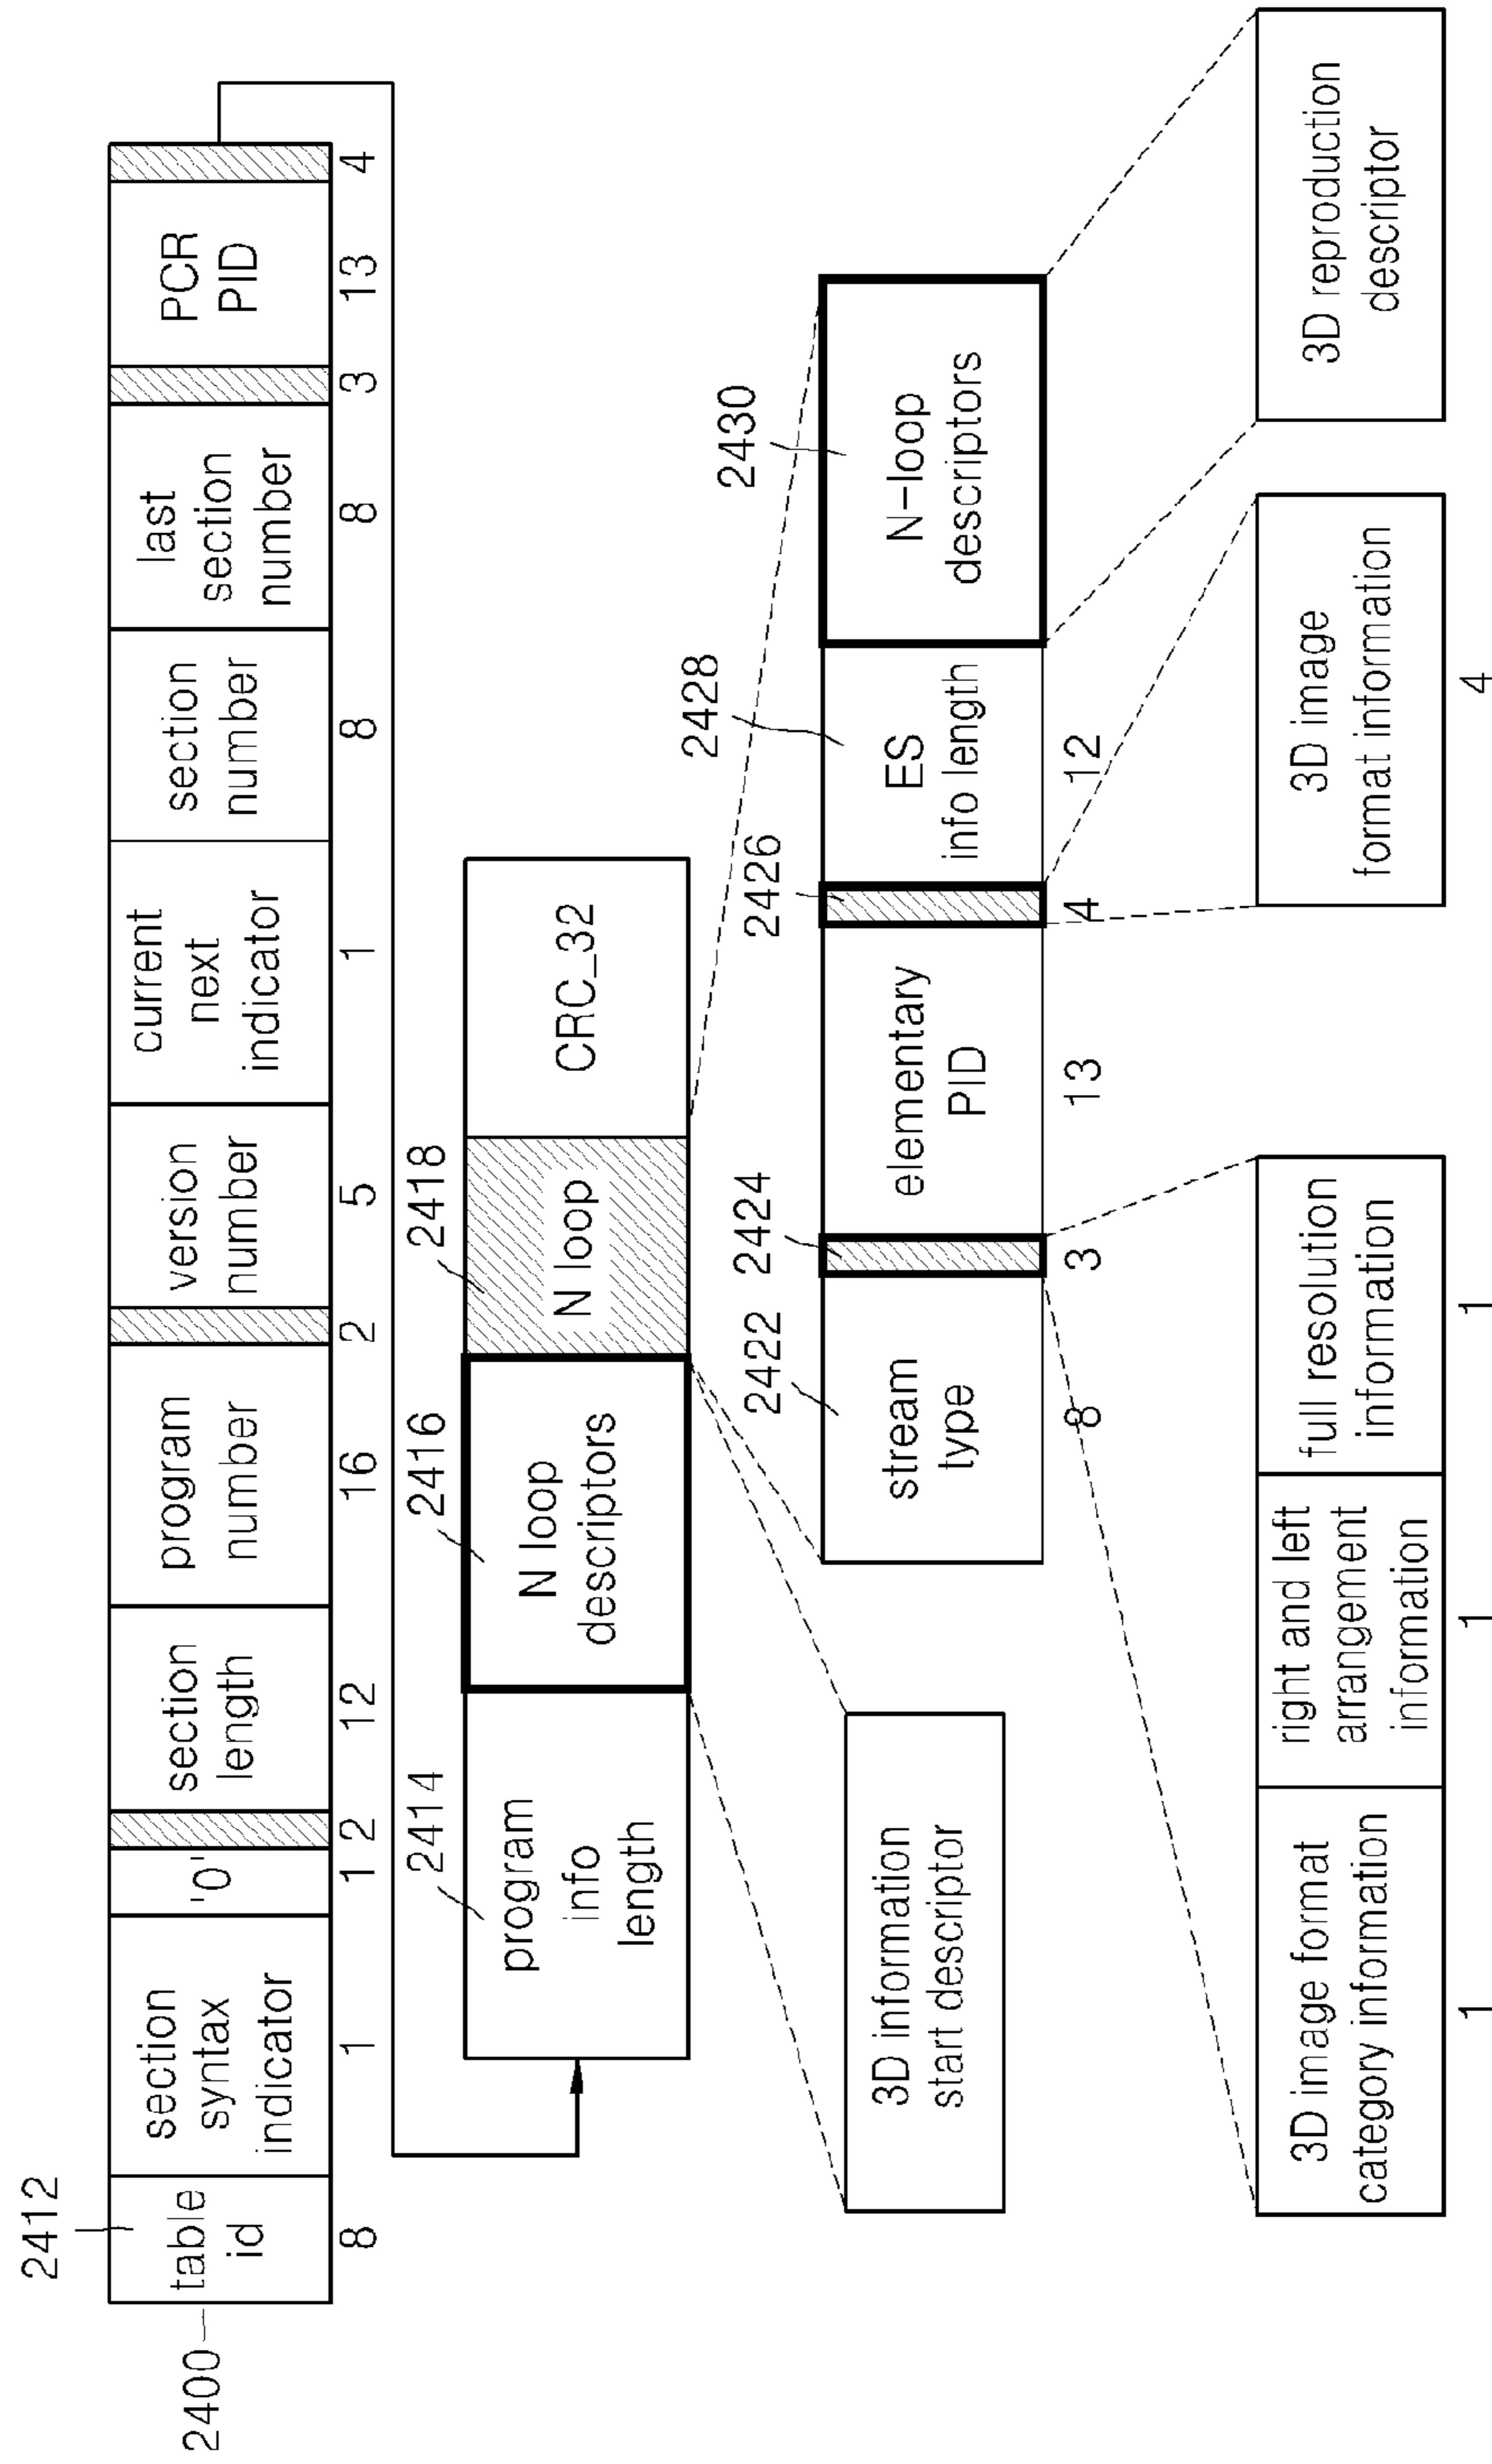 2412
2400
table
id
section
syntax
indicator
'0'
section
length
program
number
version
number
current
next
indicator
section
number
last
section
number
PCR
PID
8
1
1
2
12
16
2
5
1
8
8
3
13
4
2414
2416
2418
program
info
length
N loop
descriptors
N loop
CRC_32
3D information
start descriptor
2422
2424
2426
2428
2430
stream
type
elementary
PID
ES
info length
N-loop
descriptors
8
3
13
4
12
3D image format
category information
right and left
arrangement
information
full resolution
information
3D image
format information
3D reproduction
descriptor
1
1
1
4